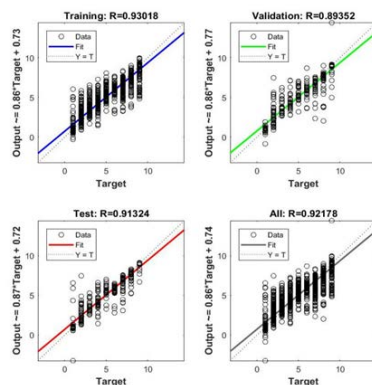 Training: R=0.93018
Output ~= 0.86*Target + 0.73
Data
Fit
Y = T
10
5
0
0
5
10
Target
Validation: R=0.89352
Output ~= 0.86*Target + 0.77
Data
Fit
Y = T
10
5
0
0
5
10
Target
Test: R=0.91324
Output ~= 0.87*Target + 0.72
Data
Fit
Y = T
10
5
0
0
5
10
Target
All: R=0.92178
Output ~= 0.86*Target + 0.74
Data
Fit
Y = T
10
5
0
0
5
10
Target